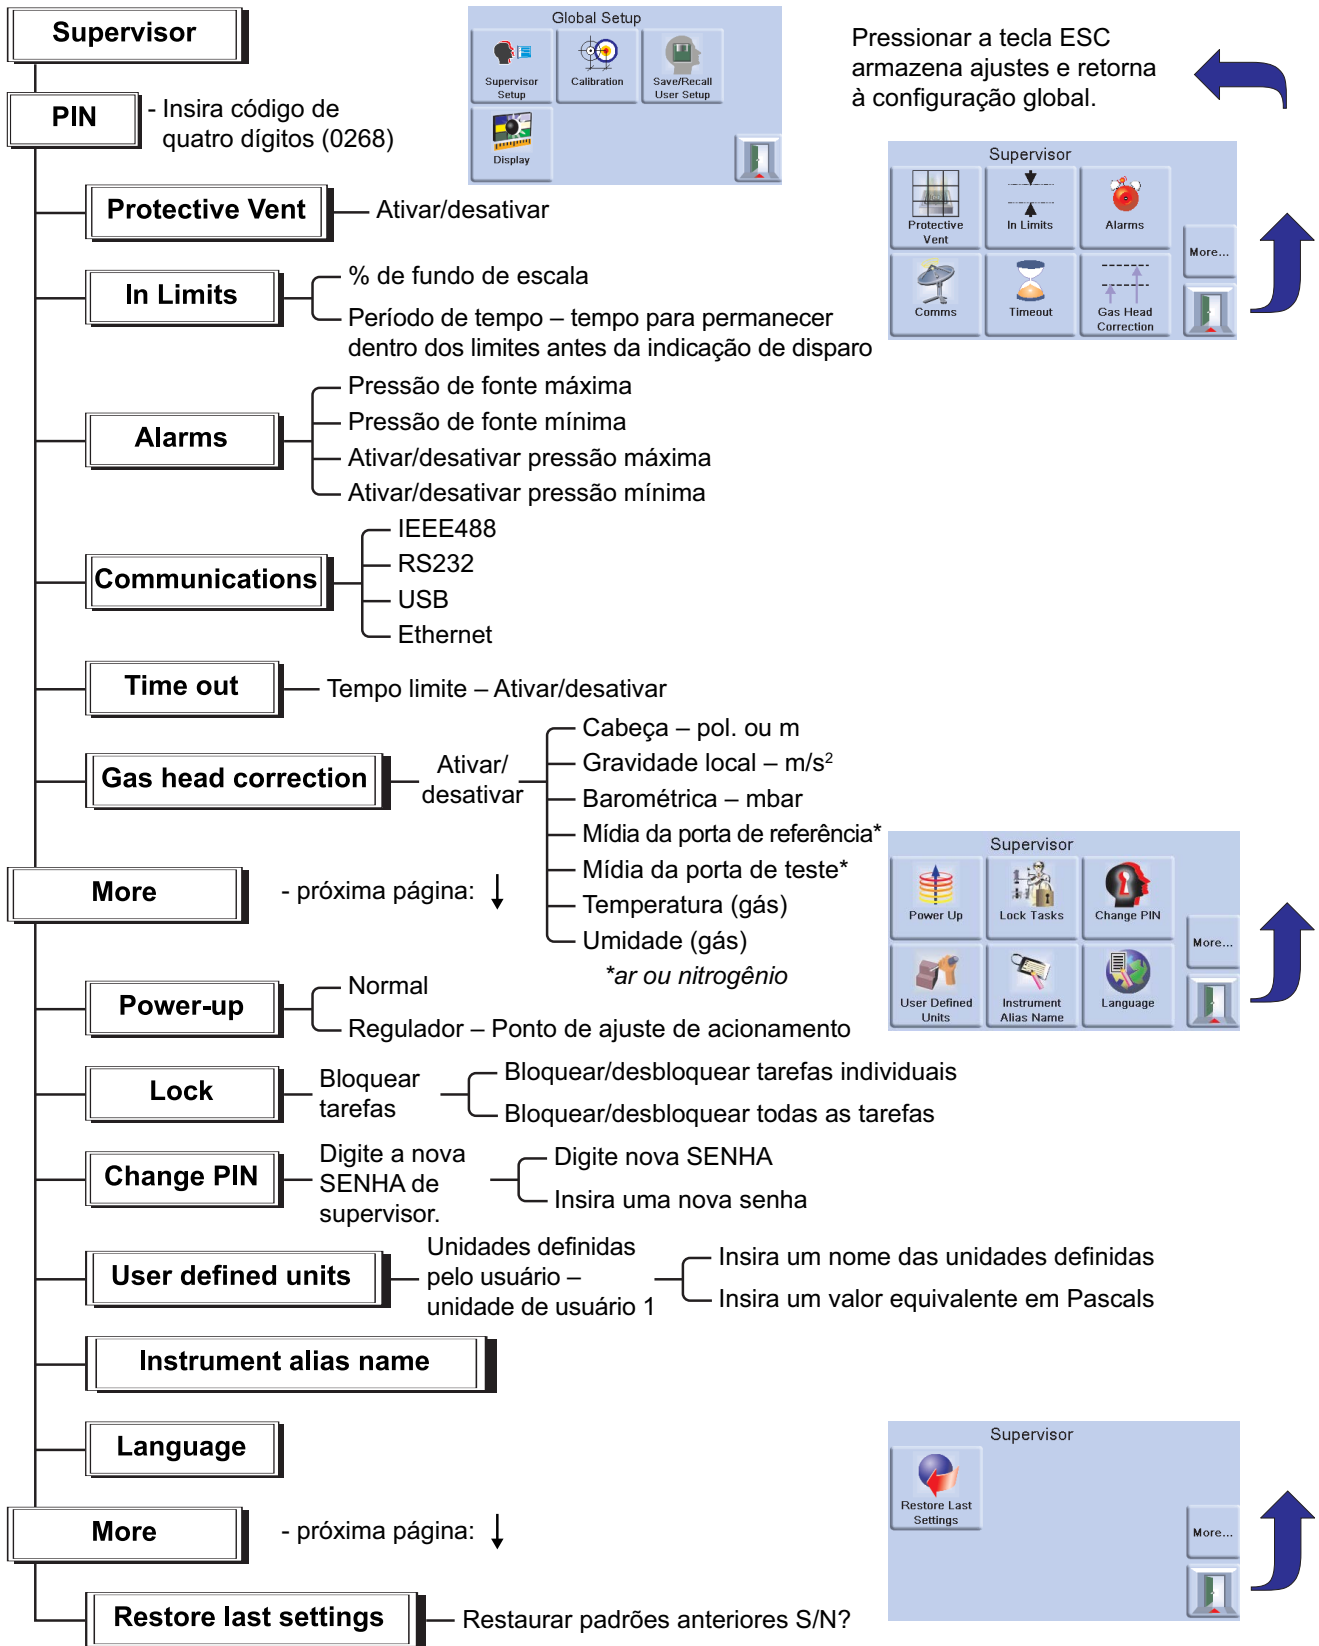 Supervisor
PIN
- Insira código de
quatro dígitos (0268)
Global Setup
Supervisor
Setup
Calibration
Save/Recall
User Setup
Display
Pressionar a tecla ESC
armazena ajustes e retorna
à configuração global.
Supervisor
Protective
Vent
In Limits
Alarms
More...
Comms
Timeout
Gas Head
Correction
Protective Vent
Ativar/desativar
In Limits
% de fundo de escala
Período de tempo – tempo para permanecer
dentro dos limites antes da indicação de disparo
Alarms
Pressão de fonte máxima
Pressão de fonte mínima
Ativar/desativar pressão máxima
Ativar/desativar pressão mínima
Communications
IEEE488
RS232
USB
Ethernet
Time out
Tempo limite – Ativar/desativar
Gas head correction
Ativar/
desativar
Cabeça – pol. ou m
Gravidade local – m/s²
Barométrica – mbar
Mídia da porta de referência*
Mídia da porta de teste*
Temperatura (gás)
Umidade (gás)
*ar ou nitrogênio
More
- próxima página: ↓
Supervisor
Power Up
Lock Tasks
Change PIN
More...
User Defined
Units
Instrument
Alias Name
Language
Power-up
Normal
Regulador – Ponto de ajuste de acionamento
Lock
Bloquear
tarefas
Bloquear/desbloquear tarefas individuais
Bloquear/desbloquear todas as tarefas
Change PIN
Digite a nova
SENHA de
supervisor.
Digite nova SENHA
Insira uma nova senha
User defined units
Unidades definidas
pelo usuário –
unidade de usuário 1
Insira um nome das unidades definidas
Insira um valor equivalente em Pascals
Instrument alias name
Language
More
- próxima página: ↓
Supervisor
Restore Last
Settings
More...
Restore last settings
Restaurar padrões anteriores S/N?